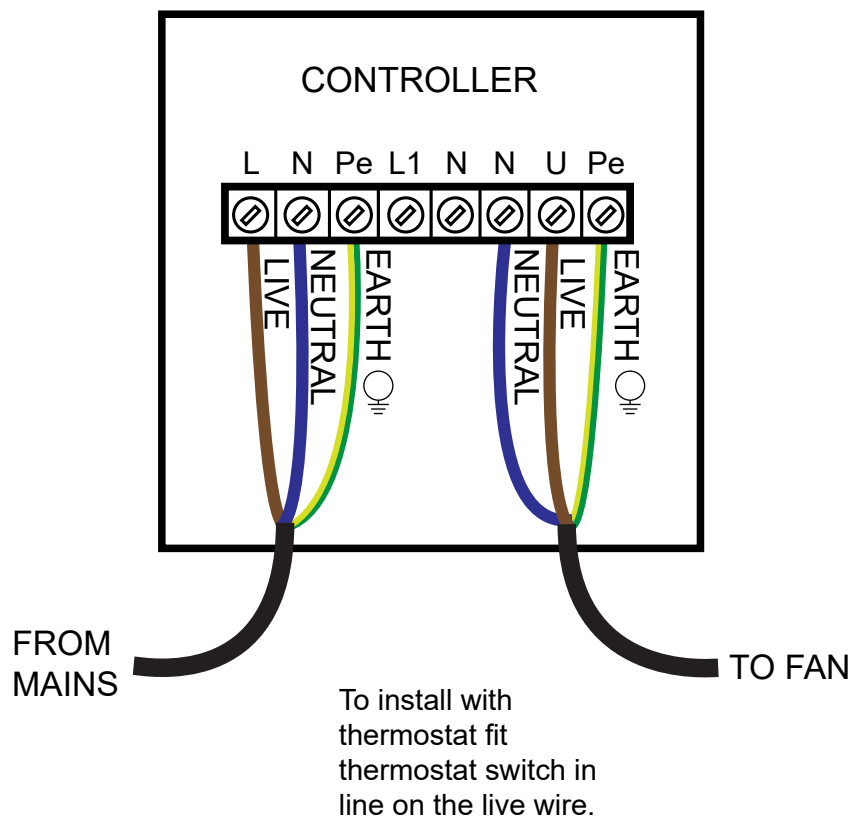 CONTROLLER
L N Pe L1 N N U Pe
LIVE
NEUTRAL
EARTH
NEUTRAL
LIVE
EARTH
FROM
MAINS
TO FAN
To install with
thermostat fit
thermostat switch in
line on the live wire.